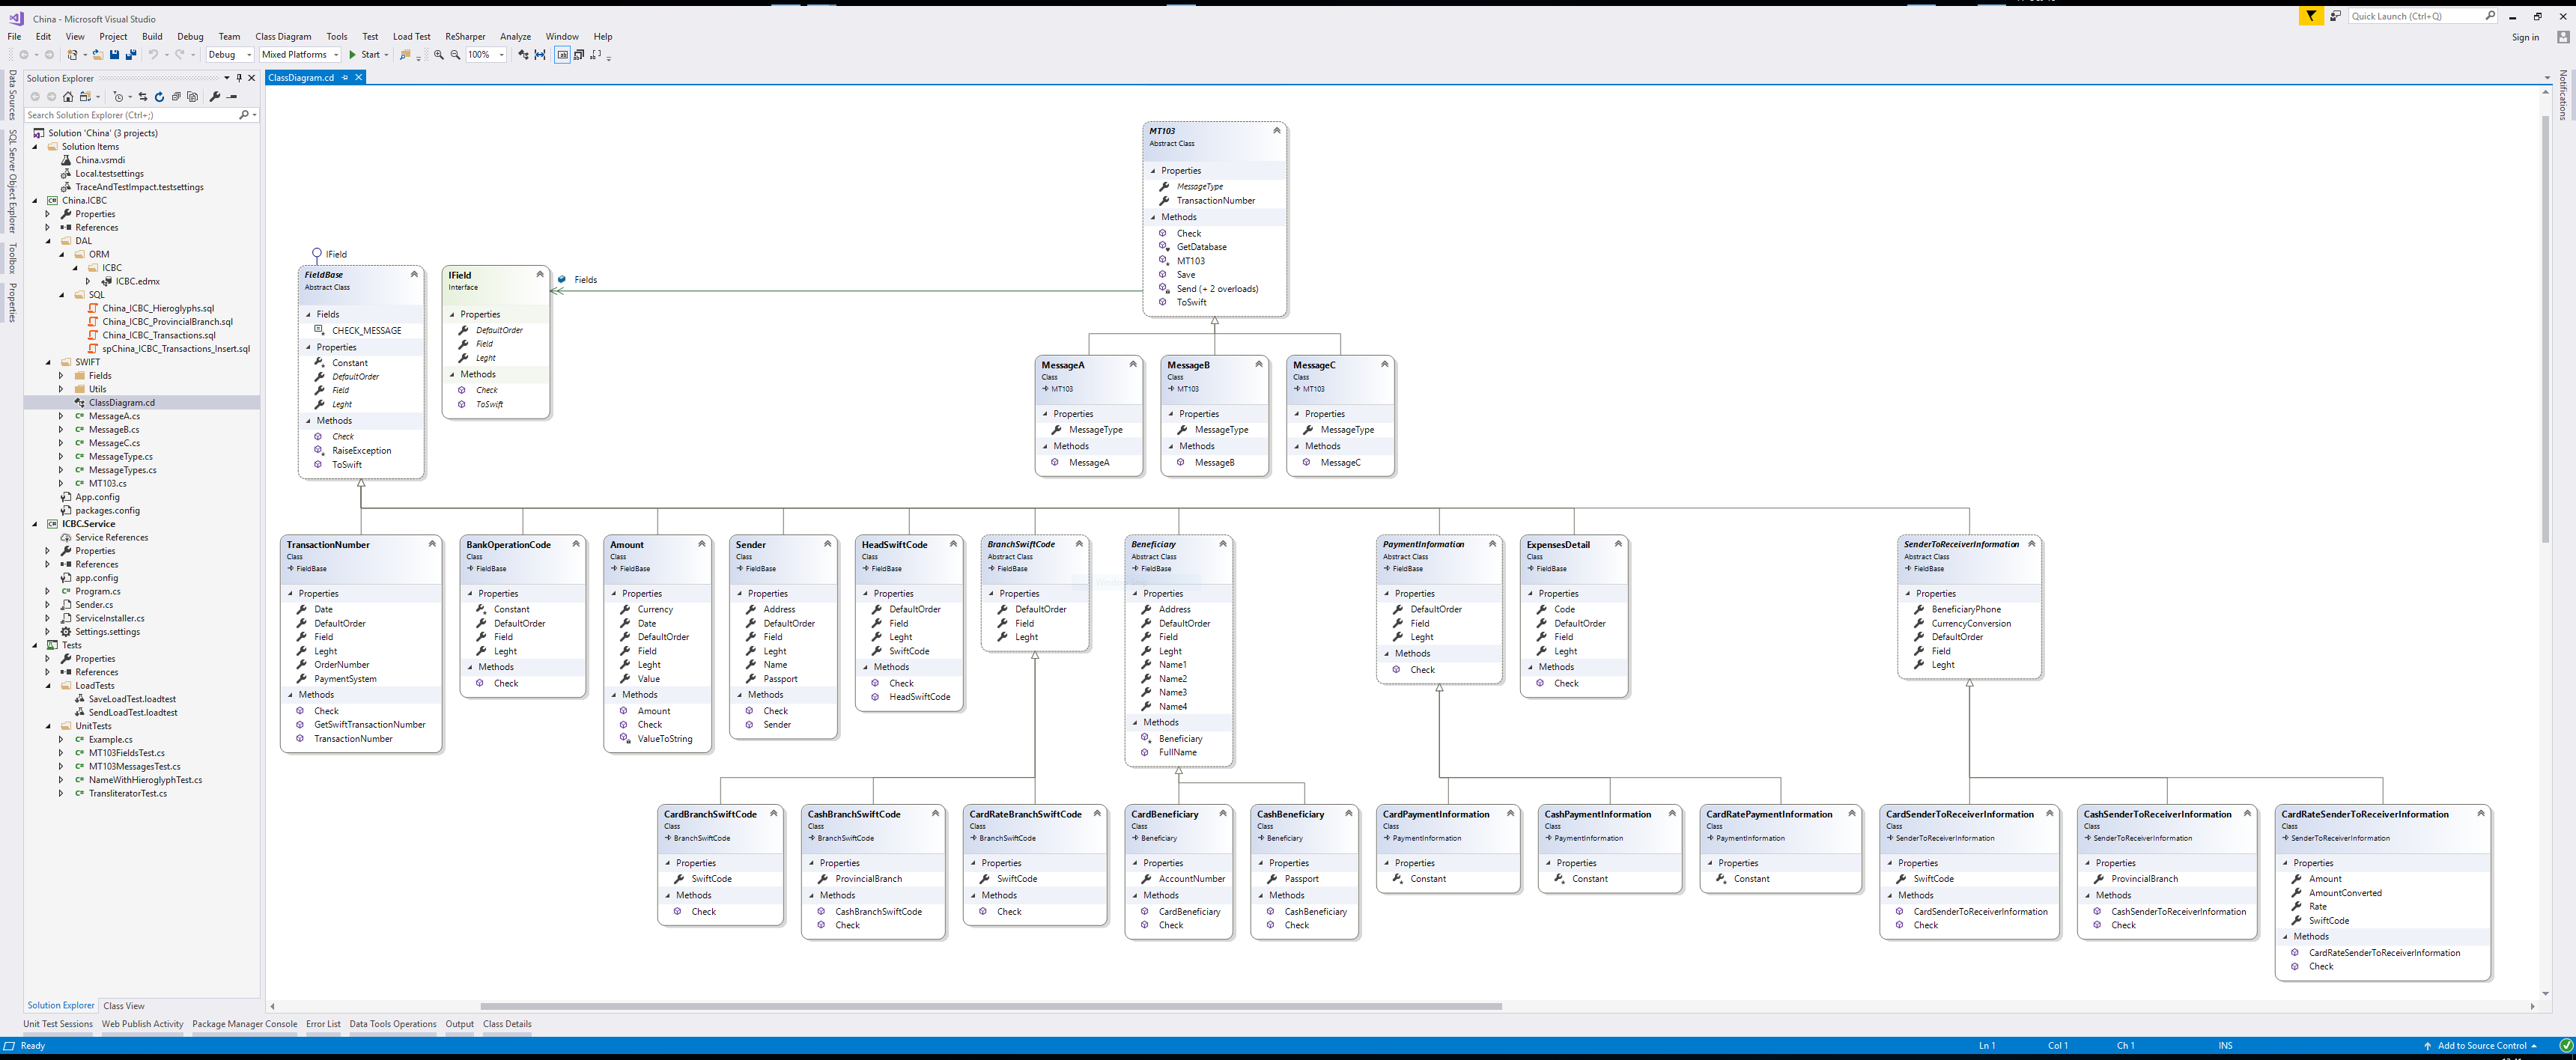 China - Microsoft Visual Studio
Quick Launch (Ctrl+Q)
File Edit View Project Build Debug Team Class Diagram Tools Test Load Test ReSharper Analyze Window Help
Sign in
Debug Mixed Platforms Start 100%
Data Sources
SQL Server Object Explorer
Toolbox
Properties
Notifications
Solution Explorer
Search Solution Explorer (Ctrl+;)
Solution 'China' (3 projects)
Solution Items
China.vsmdi
Local.testsettings
TraceAndTestImpact.testsettings
China.ICBC
Properties
References
DAL
ORM
ICBC
ICBC.edmx
SQL
China_ICBC_Hieroglyphs.sql
China_ICBC_ProvincialBranch.sql
China_ICBC_Transactions.sql
spChina_ICBC_Transactions_Insert.sql
SWIFT
Fields
Utils
ClassDiagram.cd
MessageA.cs
MessageB.cs
MessageC.cs
MessageType.cs
MessageTypes.cs
MT103.cs
App.config
packages.config
ICBC.Service
Service References
Properties
References
app.config
Program.cs
Sender.cs
ServiceInstaller.cs
Settings.settings
Tests
Properties
References
LoadTests
SaveLoadTest.loadtest
SendLoadTest.loadtest
UnitTests
Example.cs
MT103FieldsTest.cs
MT103MessagesTest.cs
NameWithHieroglyphTest.cs
TransliteratorTest.cs
Solution Explorer Class View
ClassDiagram.cd
MT103
Abstract Class
Properties
MessageType
TransactionNumber
Methods
Check
GetDatabase
MT103
Save
Send (+ 2 overloads)
ToSwift
IField
FieldBase
Abstract Class
Fields
CHECK_MESSAGE
Properties
Constant
DefaultOrder
Field
Leght
Methods
Check
RaiseException
ToSwift
IField
Interface
Properties
DefaultOrder
Field
Leght
Methods
Check
ToSwift
Fields
MessageA
Class
MT103
Properties
MessageType
Methods
MessageA
MessageB
Class
MT103
Properties
MessageType
Methods
MessageB
MessageC
Class
MT103
Properties
MessageType
Methods
MessageC
TransactionNumber
Class
FieldBase
Properties
Date
DefaultOrder
Field
Leght
OrderNumber
PaymentSystem
Methods
Check
GetSwiftTransactionNumber
TransactionNumber
BankOperationCode
Class
FieldBase
Properties
Constant
DefaultOrder
Field
Leght
Methods
Check
Amount
Class
FieldBase
Properties
Currency
Date
DefaultOrder
Field
Leght
Value
Methods
Amount
Check
ValueToString
Sender
Class
FieldBase
Properties
Address
DefaultOrder
Field
Leght
Name
Passport
Methods
Check
Sender
HeadSwiftCode
Class
FieldBase
Properties
DefaultOrder
Field
Leght
SwiftCode
Methods
Check
HeadSwiftCode
BranchSwiftCode
Abstract Class
FieldBase
Properties
DefaultOrder
Field
Leght
Beneficiary
Abstract Class
FieldBase
Properties
Address
DefaultOrder
Field
Leght
Name1
Name2
Name3
Name4
Methods
Beneficiary
FullName
PaymentInformation
Abstract Class
FieldBase
Properties
DefaultOrder
Field
Leght
Methods
Check
ExpensesDetail
Class
FieldBase
Properties
Code
DefaultOrder
Field
Leght
Methods
Check
SenderToReceiverInformation
Abstract Class
FieldBase
Properties
BeneficiaryPhone
CurrencyConversion
DefaultOrder
Field
Leght
CardBranchSwiftCode
Class
BranchSwiftCode
Properties
SwiftCode
Methods
Check
CashBranchSwiftCode
Class
BranchSwiftCode
Properties
ProvincialBranch
Methods
CashBranchSwiftCode
Check
CardRateBranchSwiftCode
Class
BranchSwiftCode
Properties
SwiftCode
Methods
Check
CardBeneficiary
Class
Beneficiary
Properties
AccountNumber
Methods
CardBeneficiary
Check
CashBeneficiary
Class
Beneficiary
Properties
Passport
Methods
CashBeneficiary
Check
CardPaymentInformation
Class
PaymentInformation
Properties
Constant
CashPaymentInformation
Class
PaymentInformation
Properties
Constant
CardRatePaymentInformation
Class
PaymentInformation
Properties
Constant
CardSenderToReceiverInformation
Class
SenderToReceiverInformation
Properties
SwiftCode
Methods
CardSenderToReceiverInformation
Check
CashSenderToReceiverInformation
Class
SenderToReceiverInformation
Properties
ProvincialBranch
Methods
CashSenderToReceiverInformation
Check
CardRateSenderToReceiverInformation
Class
SenderToReceiverInformation
Properties
Amount
AmountConverted
Rate
SwiftCode
Methods
CardRateSenderToReceiverInformation
Check
Unit Test Sessions Web Publish Activity Package Manager Console Error List Data Tools Operations Output Class Details
Ready Ln 1 Col 1 Ch 1 INS Add to Source Control